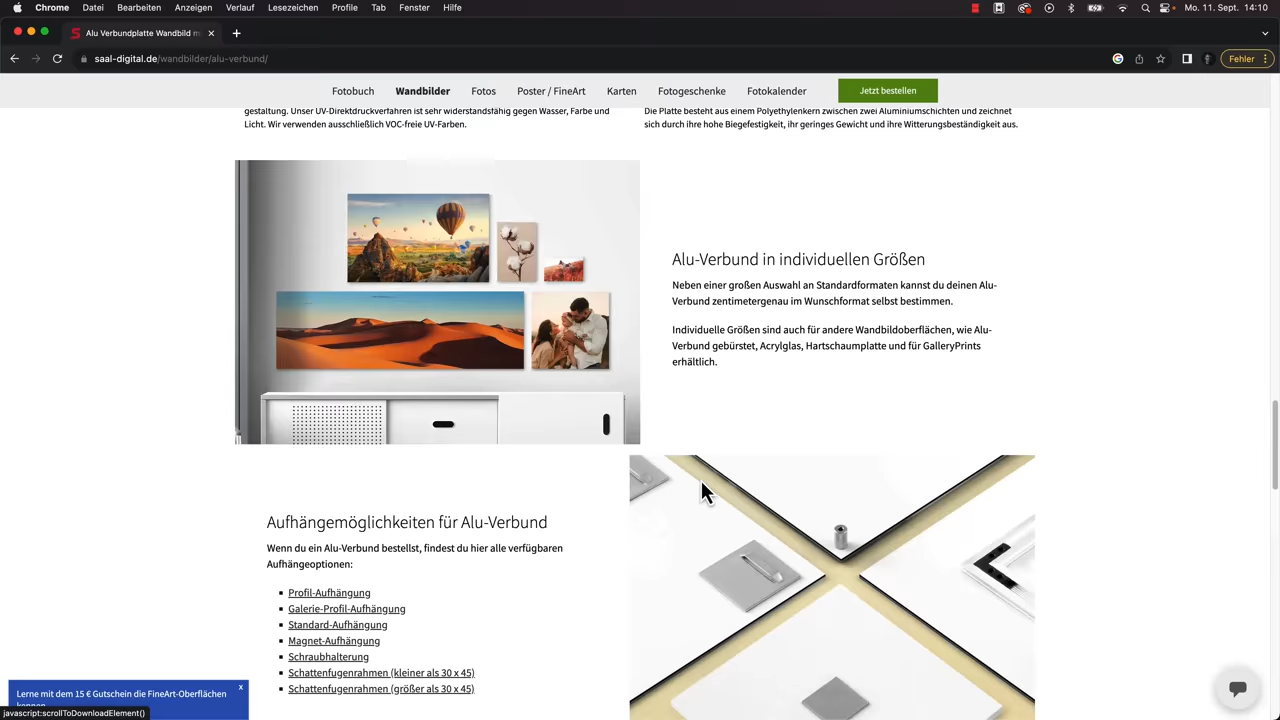 Chrome Datei Bearbeiten Anzeigen Verlauf Lesezeichen Profile Tab Fenster Hilfe Mo. 11. Sept. 14:10
Alu Verbundplatte Wandbild m
saal-digital.de/wandbilder/alu-verbund/
Fehler
Fotobuch Wandbilder Fotos Poster / FineArt Karten Fotogeschenke Fotokalender Jetzt bestellen
gestaltung. Unser UV-Direktdruckverfahren ist sehr widerstandsfähig gegen Wasser, Farbe und
Licht. Wir verwenden ausschließlich VOC-freie UV-Farben.
Die Platte besteht aus einem Polyethylenkern zwischen zwei Aluminiumschichten und zeichnet
sich durch ihre hohe Biegefestigkeit, ihr geringes Gewicht und ihre Witterungsbeständigkeit aus.
Alu-Verbund in individuellen Größen
Neben einer großen Auswahl an Standardformaten kannst du deinen Alu-
Verbund zentimetergenau im Wunschformat selbst bestimmen.
Individuelle Größen sind auch für andere Wandbildoberflächen, wie Alu-
Verbund gebürstet, Acrylglas, Hartschaumplatte und für GalleryPrints
erhältlich.
Aufhängemöglichkeiten für Alu-Verbund
Wenn du ein Alu-Verbund bestellst, findest du hier alle verfügbaren
Aufhängeoptionen:
Profil-Aufhängung
Galerie-Profil-Aufhängung
Standard-Aufhängung
Magnet-Aufhängung
Schraubhalterung
Schattenfugenrahmen (kleiner als 30 x 45)
Schattenfugenrahmen (größer als 30 x 45)
Lerne mit dem 15 € Gutschein die FineArt-Oberflächen x
kennen
javascript:scrollToDownloadElement()